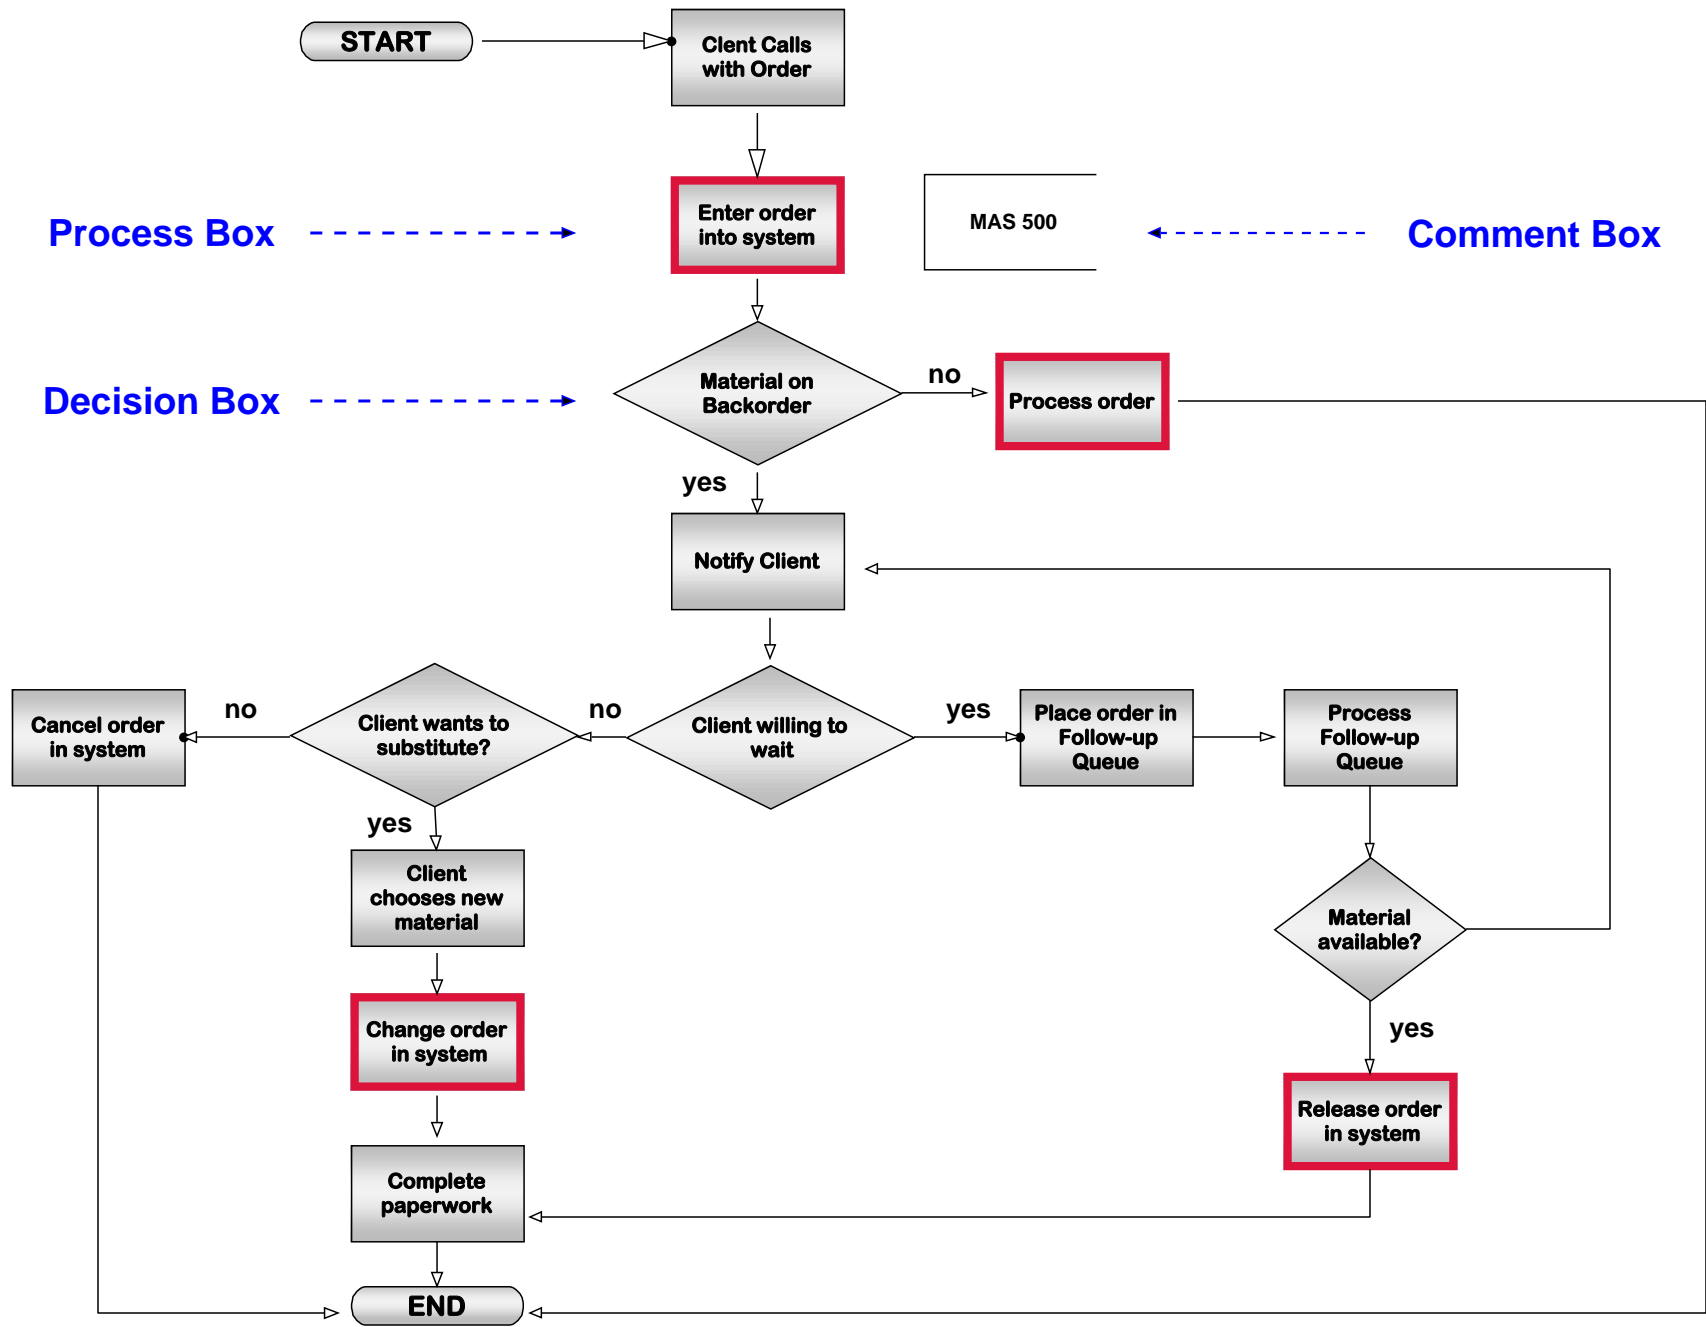 START
Clent Calls
with Order
Process Box
Enter order
into system
MAS 500
Comment Box
Decision Box
Material on
Backorder
no
Process order
yes
Notify Client
Cancel order
in system
no
Client wants to
substitute?
no
Client willing to
wait
yes
Place order in
Follow-up
Queue
Process
Follow-up
Queue
yes
Client
chooses new
material
Material
available?
Change order
in system
yes
Release order
in system
Complete
paperwork
END